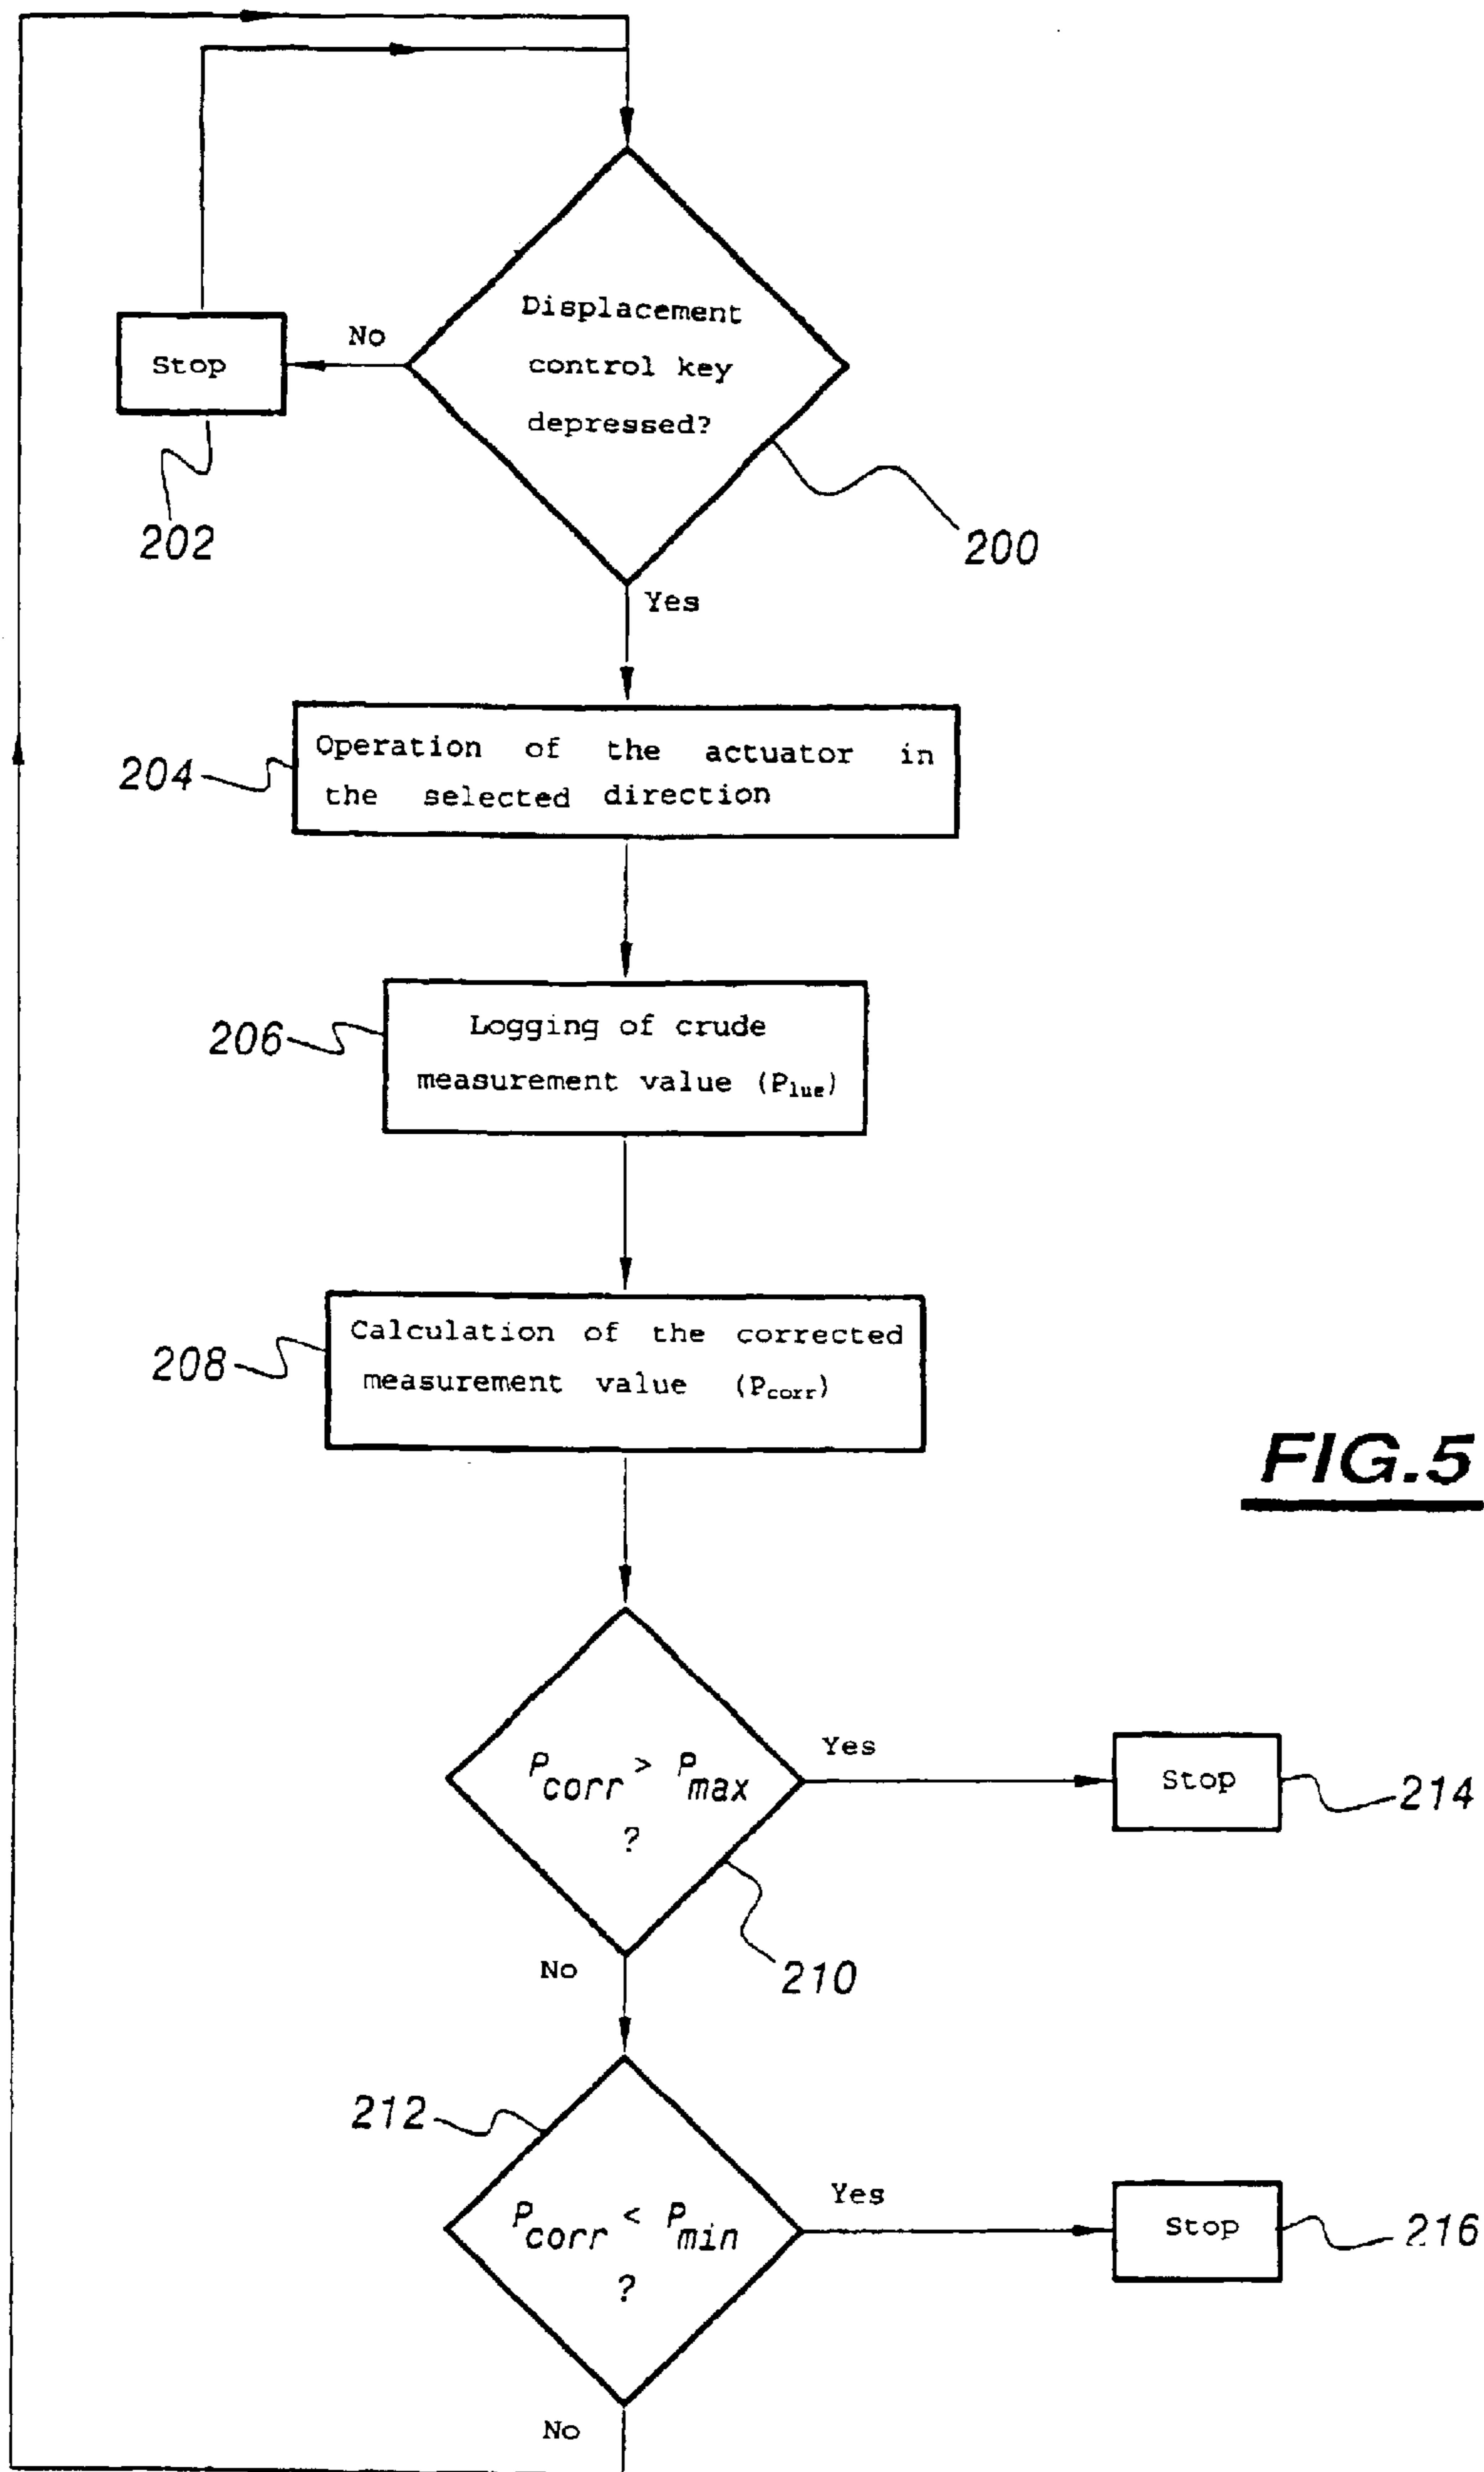 Displacement
control key
depressed?
No
Stop
202
200
Yes
Operation of the actuator in
the selected direction
204
Logging of crude
measurement value (Plue)
206
Calculation of the corrected
measurement value (Pcorr)
208
FIG.5
Pcorr > Pmax
?
Yes
Stop
214
210
No
212
Pcorr < Pmin
?
Yes
Stop
216
No